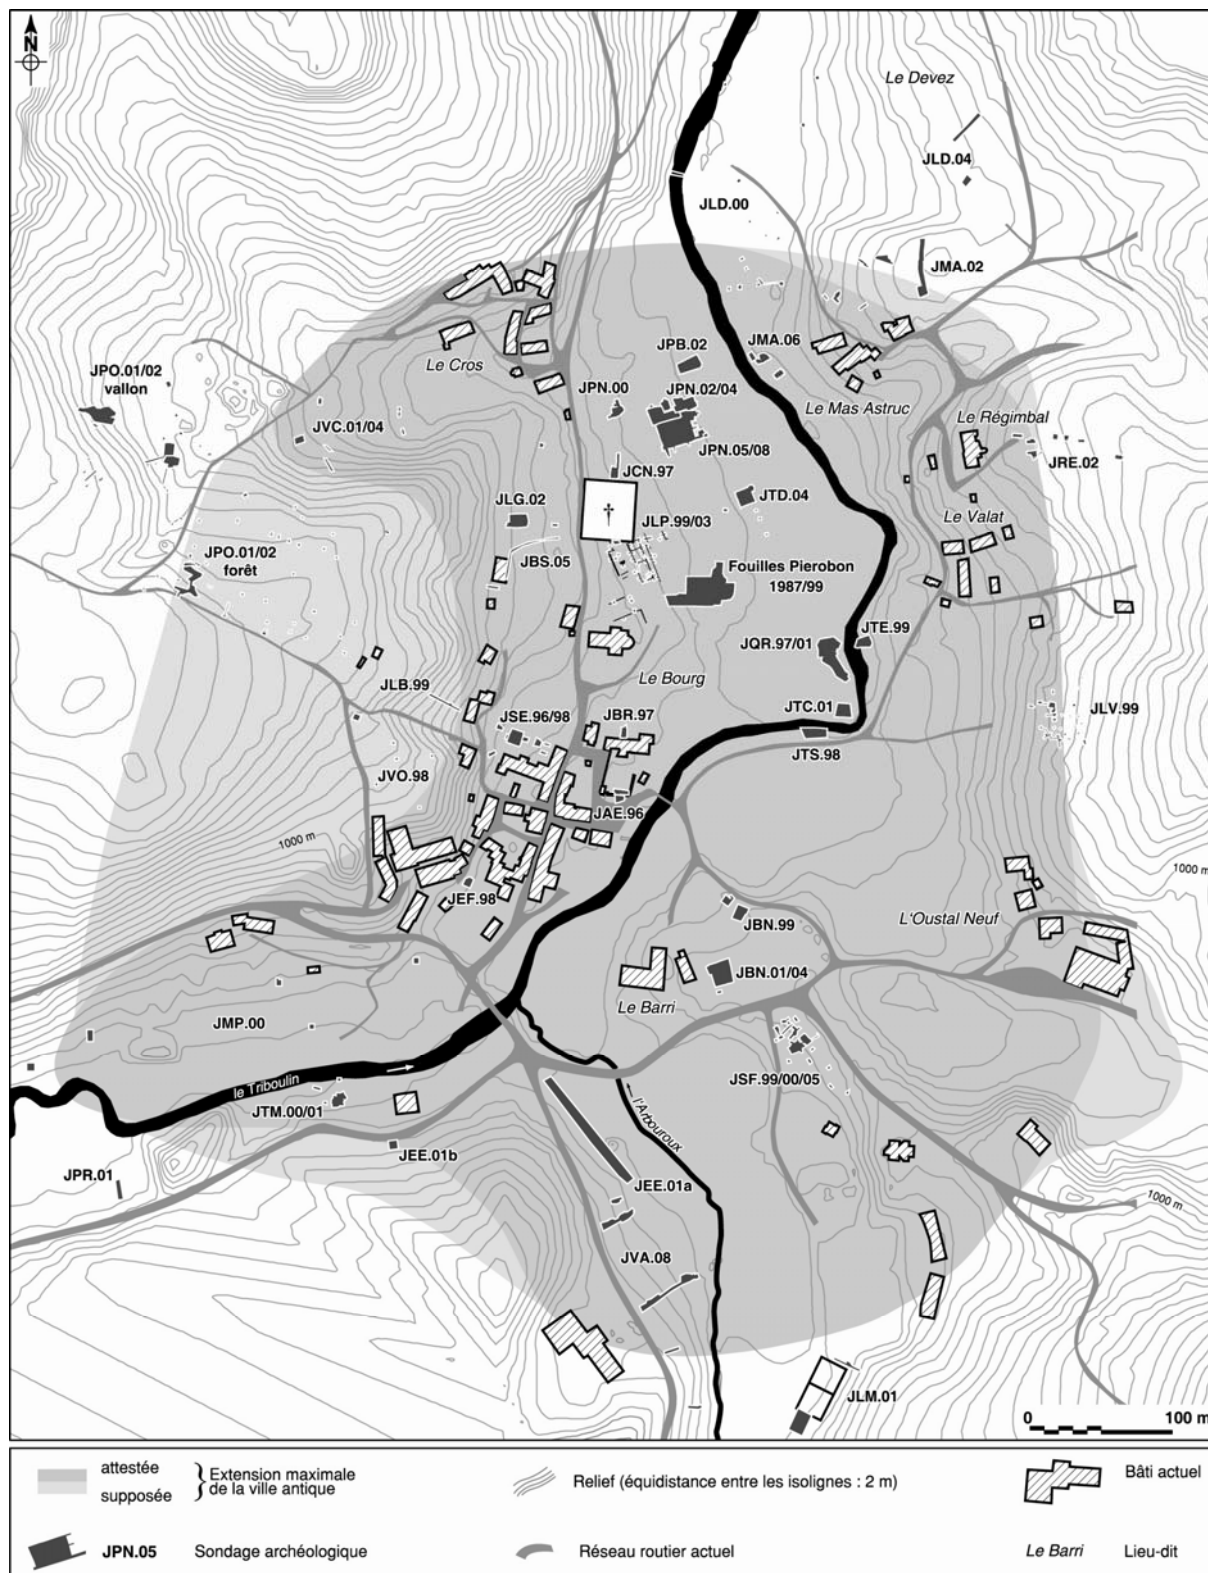 N
Le Devez
JLD.04
JLD.00
JMA.02
JPB.02
JMA.06
Le Cros
JPO.01/02
vallon
JPN.00
JPN.02/04
Le Mas Astruc
Le Régimbal
JVC.01/04
JPN.05/08
JRE.02
JCN.97
JLG.02
JTD.04
JLP.99/03
Le Valat
JPO.01/02
forêt
JBS.05
Fouilles Pierobon
1987/99
JTE.99
JQR.97/01
Le Bourg
JLB.99
JTC.01
JLV.99
JSE.96/98
JBR.97
JTS.98
JVO.98
JAE.96
1000 m
1000 m
JEF.98
L'Oustal Neuf
JBN.99
JBN.01/04
Le Barri
JMP.00
JSF.99/00/05
le Triboulin
l'Arbouroux
JTM.00/01
JEE.01b
JPR.01
JEE.01a
1000 m
JVA.08
JLM.01
0 100 m
attestée
supposée
Extension maximale
de la ville antique
Relief (équidistance entre les isolignes : 2 m)
Bâti actuel
JPN.05 Sondage archéologique
Réseau routier actuel
Le Barri Lieu-dit